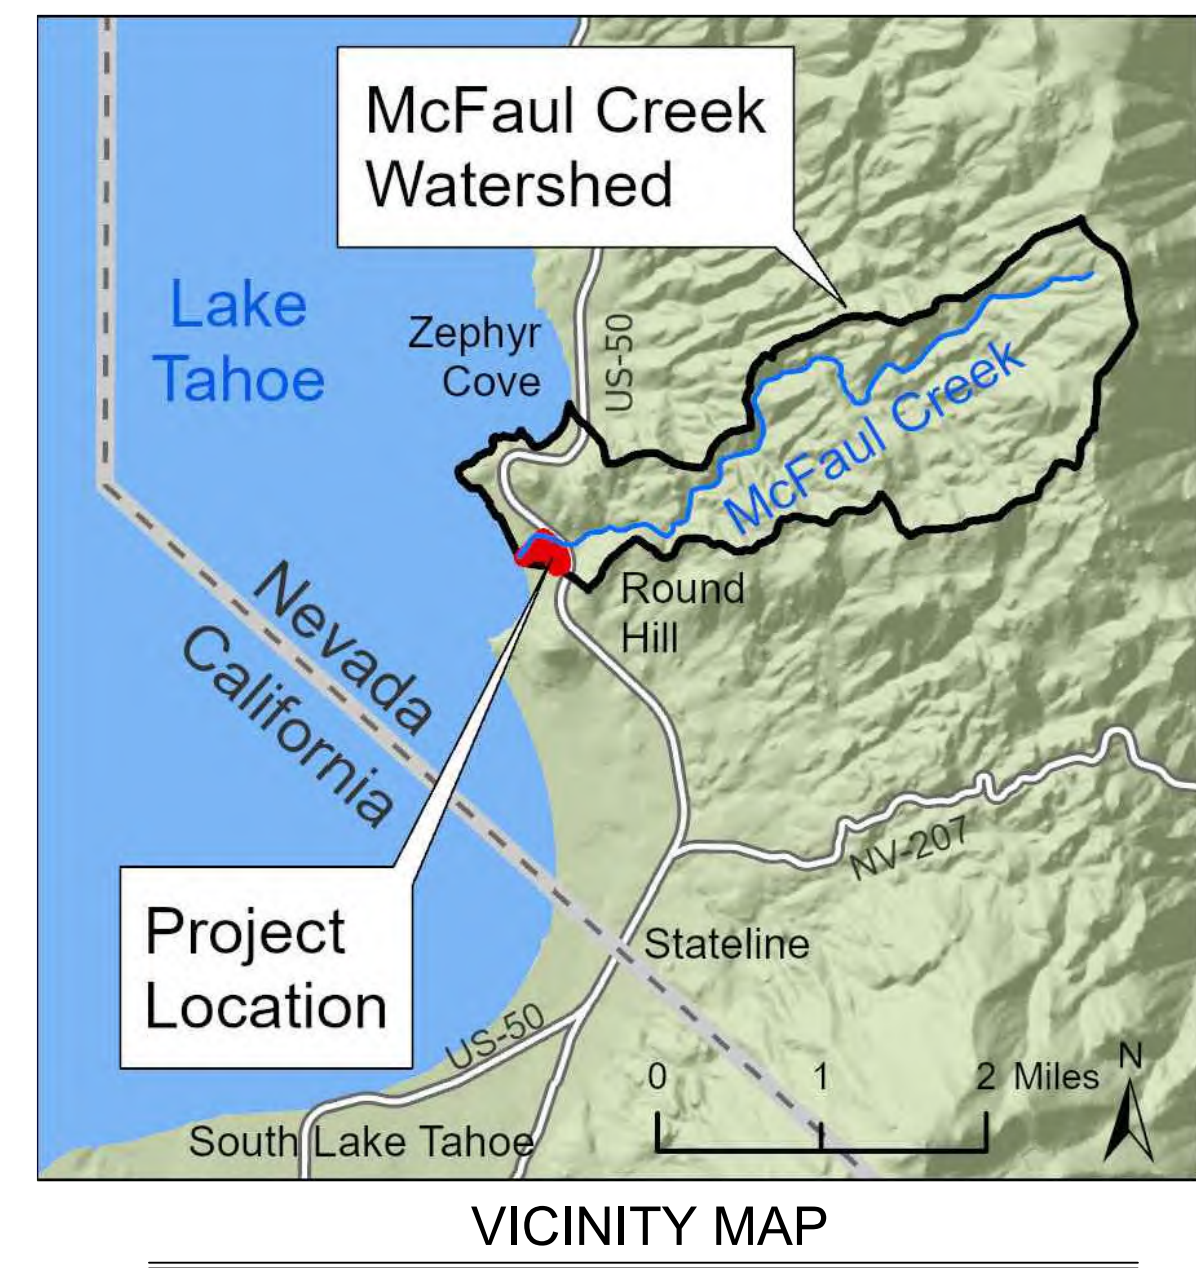 McFaul Creek
Watershed
Lake
Tahoe
Zephyr
Cove
US-50
McFaul Creek
Round
Hill
Nevada
California
NV-207
Project
Location
Stateline
US-50
0 1 2 Miles
N
South Lake Tahoe
VICINITY MAP